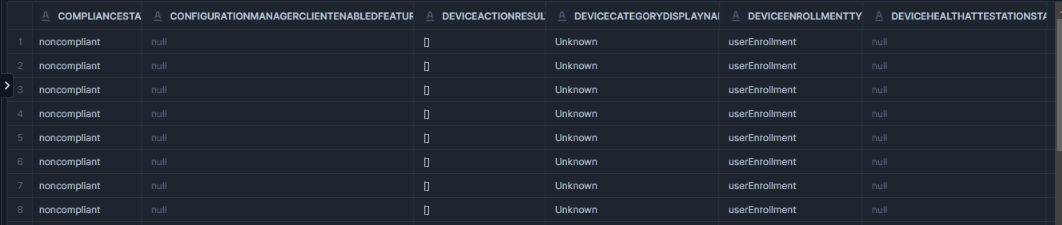 COMPLIANCESTA CONFIGURATIONMANAGERCLIENTENABLEDFEATUR DEVICEACTIONRESUL DEVICECATEGORYDISPLAYNA DEVICEENROLLMENTTY DEVICEHEALTHATTESTATIONSTA
1 noncompliant null [] Unknown userEnrollment null
2 noncompliant null [] Unknown userEnrollment null
3 noncompliant null [] Unknown userEnrollment null
4 noncompliant null [] Unknown userEnrollment null
5 noncompliant null [] Unknown userEnrollment null
6 noncompliant null [] Unknown userEnrollment null
7 noncompliant null [] Unknown userEnrollment null
8 noncompliant null [] Unknown userEnrollment null